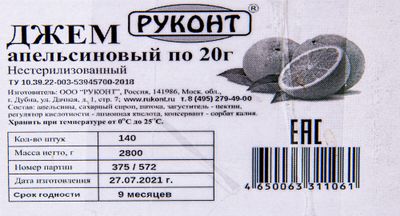 РУКОНТ
ДЖЕМ
апельсиновый по 20г
Нестерилизованный
ТУ 10.39.22-003-53945700-2018
Изготовитель: ООО "РУКОНТ", Россия, 141986, Моск. обл.,
г. Дубна, ул. Дачная, д.1, стр. 7; www.rukont.ru т. 8 (495) 279-49-00
Состав: апельсины, сахарный сироп, патока, загуститель - пектин,
регулятор кислотности - лимонная кислота, консервант - сорбат калия.
Хранить при температуре от 0°С до 25°С.
Кол-во штук 140
Масса нетто, г 2800
Номер партии 375 / 572
Дата изготовления 27.07.2021 г.
Срок годности 9 месяцев
ЕАС
4 650063 311061